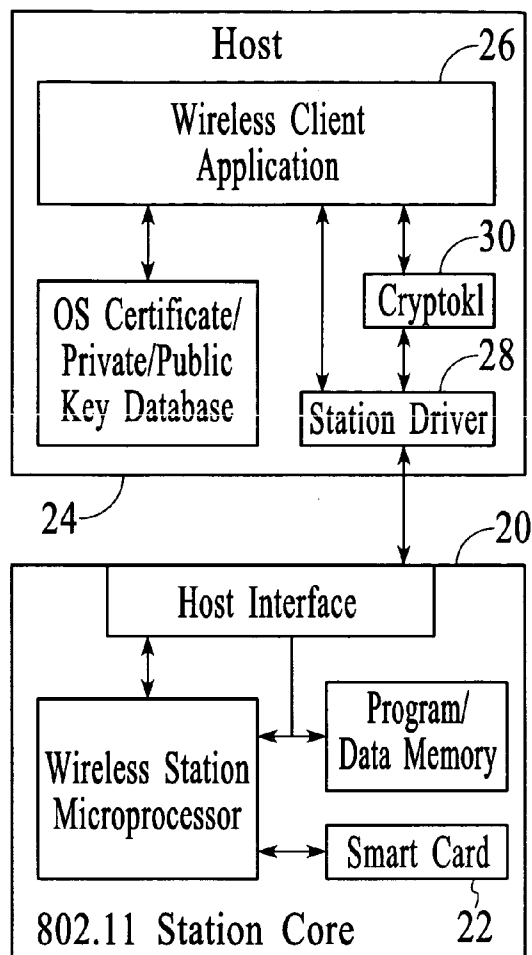 Host
26
Wireless Client
Application
30
Cryptokl
OS Certificate/
Private/Public
Key Database
28
Station Driver
24
20
Host Interface
Program/
Data Memory
Wireless Station
Microprocessor
Smart Card
22
802.11 Station Core